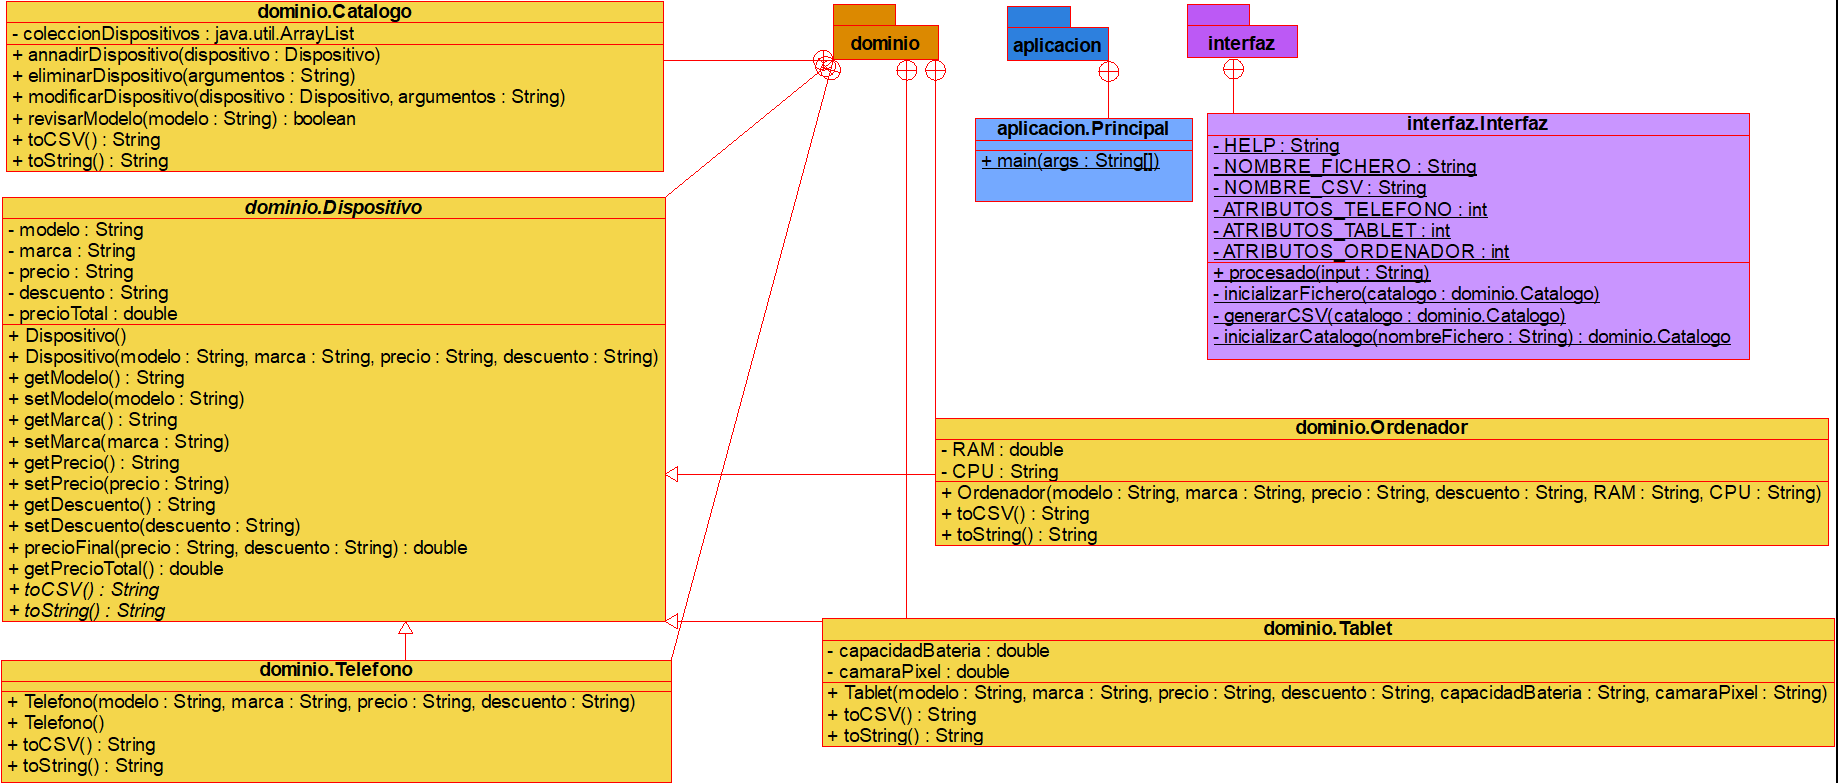 dominio.Catalogo
- coleccionDispositivos : java.util.ArrayList
+ annadirDispositivo(dispositivo : Dispositivo)
+ eliminarDispositivo(argumentos : String)
+ modificarDispositivo(dispositivo : Dispositivo, argumentos : String)
+ revisarModelo(modelo : String) : boolean
+ toCSV() : String
+ toString() : String
dominio
aplicacion
interfaz
aplicacion.Principal
+ main(args : String[])
interfaz.Interfaz
- HELP : String
- NOMBRE_FICHERO : String
- NOMBRE_CSV : String
- ATRIBUTOS_TELEFONO : int
- ATRIBUTOS_TABLET : int
- ATRIBUTOS_ORDENADOR : int
+ procesado(input : String)
- inicializarFichero(catalogo : dominio.Catalogo)
- generarCSV(catalogo : dominio.Catalogo)
- inicializarCatalogo(nombreFichero : String) : dominio.Catalogo
dominio.Dispositivo
- modelo : String
- marca : String
- precio : String
- descuento : String
- precioTotal : double
+ Dispositivo()
+ Dispositivo(modelo : String, marca : String, precio : String, descuento : String)
+ getModelo() : String
+ setModelo(modelo : String)
+ getMarca() : String
+ setMarca(marca : String)
+ getPrecio() : String
+ setPrecio(precio : String)
+ getDescuento() : String
+ setDescuento(descuento : String)
+ precioFinal(precio : String, descuento : String) : double
+ getPrecioTotal() : double
+ toCSV() : String
+ toString() : String
dominio.Ordenador
- RAM : double
- CPU : String
+ Ordenador(modelo : String, marca : String, precio : String, descuento : String, RAM : String, CPU : String)
+ toCSV() : String
+ toString() : String
dominio.Tablet
- capacidadBateria : double
- camaraPixel : double
+ Tablet(modelo : String, marca : String, precio : String, descuento : String, capacidadBateria : String, camaraPixel : String)
+ toCSV() : String
+ toString() : String
dominio.Telefono
+ Telefono(modelo : String, marca : String, precio : String, descuento : String)
+ Telefono()
+ toCSV() : String
+ toString() : String